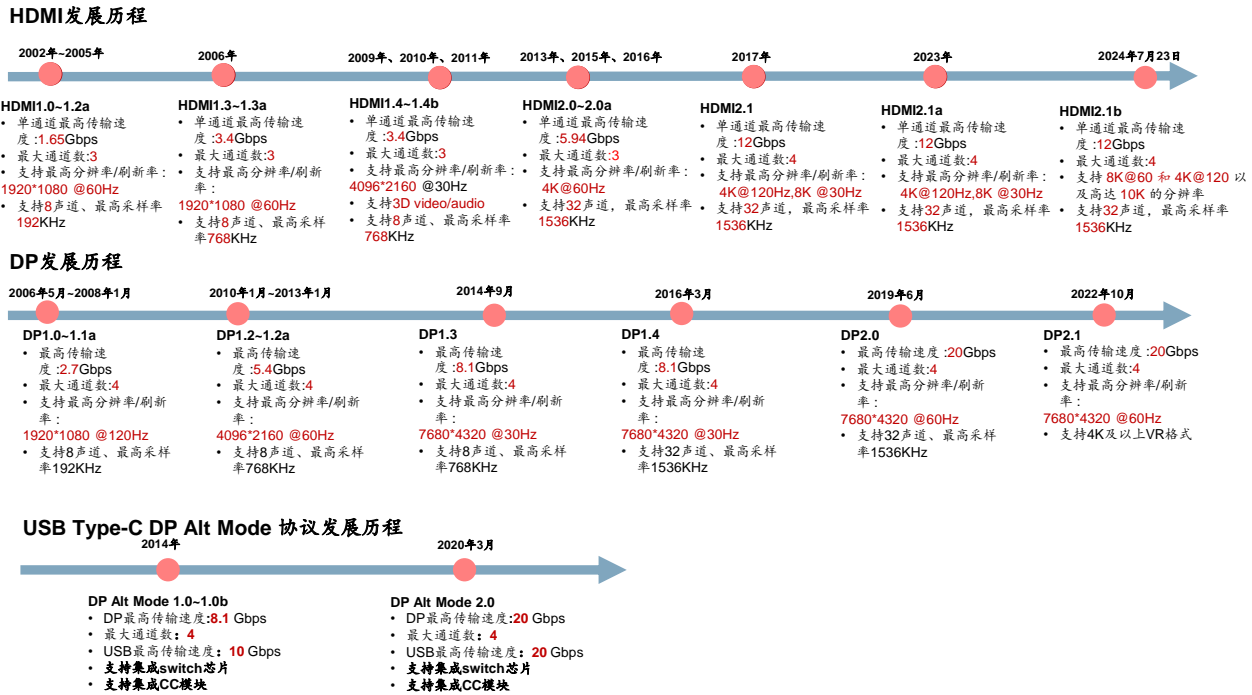 HDMI发展历程
2002年~2005年
HDMI1.0~1.2a
• 单通道最高传输速
度 :1.65Gbps
• 最大通道数:3
• 支持最高分辨率/刷新率：
1920*1080 @60Hz
• 支持8声道、最高采样率
192KHz
2006年
HDMI1.3~1.3a
• 单通道最高传输速
度 :3.4Gbps
• 最大通道数:3
• 支持最高分辨率/刷新
率：
1920*1080 @60Hz
• 支持8声道、最高采样
率768KHz
2009年、2010年、2011年
HDMI1.4~1.4b
• 单通道最高传输速
度 :3.4Gbps
• 最大通道数:3
• 支持最高分辨率/刷新率：
4096*2160 @30Hz
• 支持3D video/audio
• 支持8声道、最高采样率
768KHz
2013年、2015年、2016年
HDMI2.0~2.0a
• 单通道最高传输速
度 :5.94Gbps
• 最大通道数:3
• 支持最高分辨率/刷新率：
4K@60Hz
• 支持32声道，最高采样率
1536KHz
2017年
HDMI2.1
• 单通道最高传输速
度 :12Gbps
• 最大通道数:4
• 支持最高分辨率/刷新率：
4K@120Hz,8K @30Hz
• 支持32声道，最高采样率
1536KHz
2023年
HDMI2.1a
• 单通道最高传输速
度 :12Gbps
• 最大通道数:4
• 支持最高分辨率/刷新率：
4K@120Hz,8K @30Hz
• 支持32声道，最高采样率
1536KHz
2024年7月23日
HDMI2.1b
• 单通道最高传输速
度 :12Gbps
• 最大通道数:4
• 支持 8K@60 和 4K@120 以
及高达 10K 的分辨率
• 支持32声道，最高采样率
1536KHz
DP发展历程
2006年5月~2008年1月
DP1.0~1.1a
• 最高传输速
度 :2.7Gbps
• 最大通道数:4
• 支持最高分辨率/刷新
率：
1920*1080 @120Hz
• 支持8声道、最高采样
率192KHz
2010年1月~2013年1月
DP1.2~1.2a
• 最高传输速
度 :5.4Gbps
• 最大通道数:4
• 支持最高分辨率/刷新
率：
4096*2160 @60Hz
• 支持8声道、最高采样
率768KHz
2014年9月
DP1.3
• 最高传输速
度 :8.1Gbps
• 最大通道数:4
• 支持最高分辨率/刷新
率：
7680*4320 @30Hz
• 支持8声道、最高采样
率768KHz
2016年3月
DP1.4
• 最高传输速
度 :8.1Gbps
• 最大通道数:4
• 支持最高分辨率/刷新
率：
7680*4320 @30Hz
• 支持32声道、最高采样
率1536KHz
2019年6月
DP2.0
• 最高传输速度 :20Gbps
• 最大通道数:4
• 支持最高分辨率/刷新
率：
7680*4320 @60Hz
• 支持32声道、最高采样
率1536KHz
2022年10月
DP2.1
• 最高传输速度 :20Gbps
• 最大通道数:4
• 支持最高分辨率/刷新
率：
7680*4320 @60Hz
• 支持4K及以上VR格式
USB Type-C DP Alt Mode 协议发展历程
2014年
DP Alt Mode 1.0~1.0b
• DP最高传输速度:8.1 Gbps
• 最大通道数：4
• USB最高传输速度：10 Gbps
• 支持集成switch芯片
• 支持集成CC模块
2020年3月
DP Alt Mode 2.0
• DP最高传输速度:20 Gbps
• 最大通道数：4
• USB最高传输速度：20 Gbps
• 支持集成switch芯片
• 支持集成CC模块